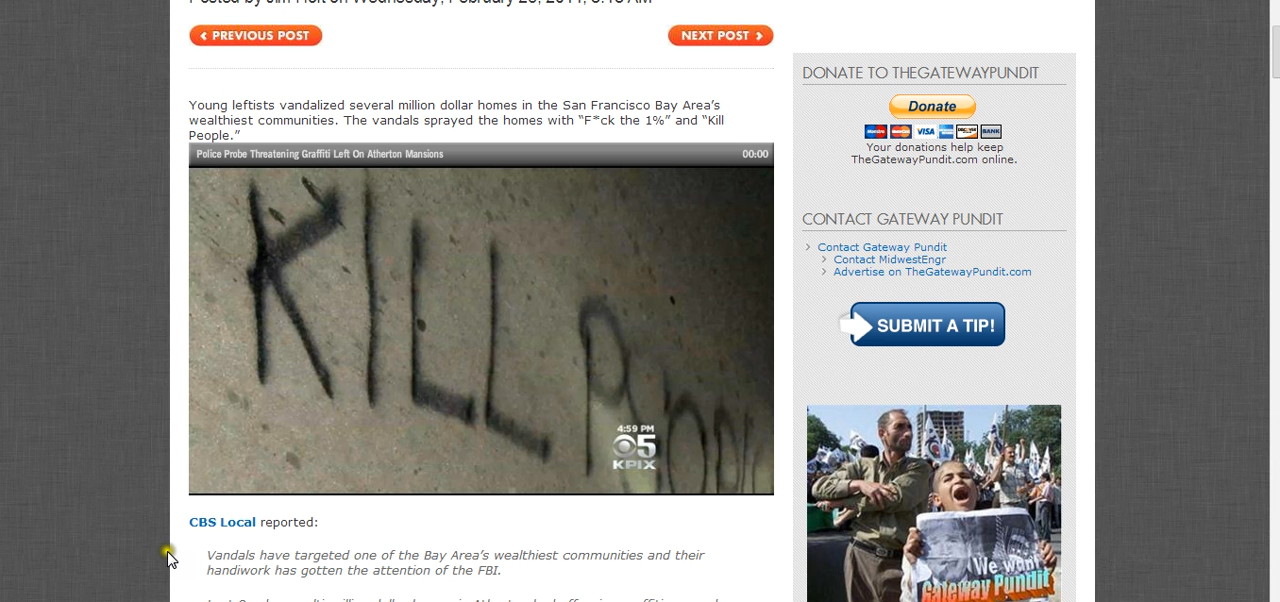 < PREVIOUS POST
NEXT POST >
Young leftists vandalized several million dollar homes in the San Francisco Bay Area's
wealthiest communities. The vandals sprayed the homes with "F*ck the 1%" and "Kill
People."
Police Probe Threatening Graffiti Left On Atherton Mansions
00:00
KILL
4:59 PM
5
KPIX
CBS Local reported:
Vandals have targeted one of the Bay Area's wealthiest communities and their
handiwork has gotten the attention of the FBI.
DONATE TO THEGATEWAYPUNDIT
Donate
VISA
BANK
Your donations help keep
TheGatewayPundit.com online.
CONTACT GATEWAY PUNDIT
Contact Gateway Pundit
Contact MidwestEngr
Advertise on TheGatewayPundit.com
SUBMIT A TIP!
We want
Gateway Pundit